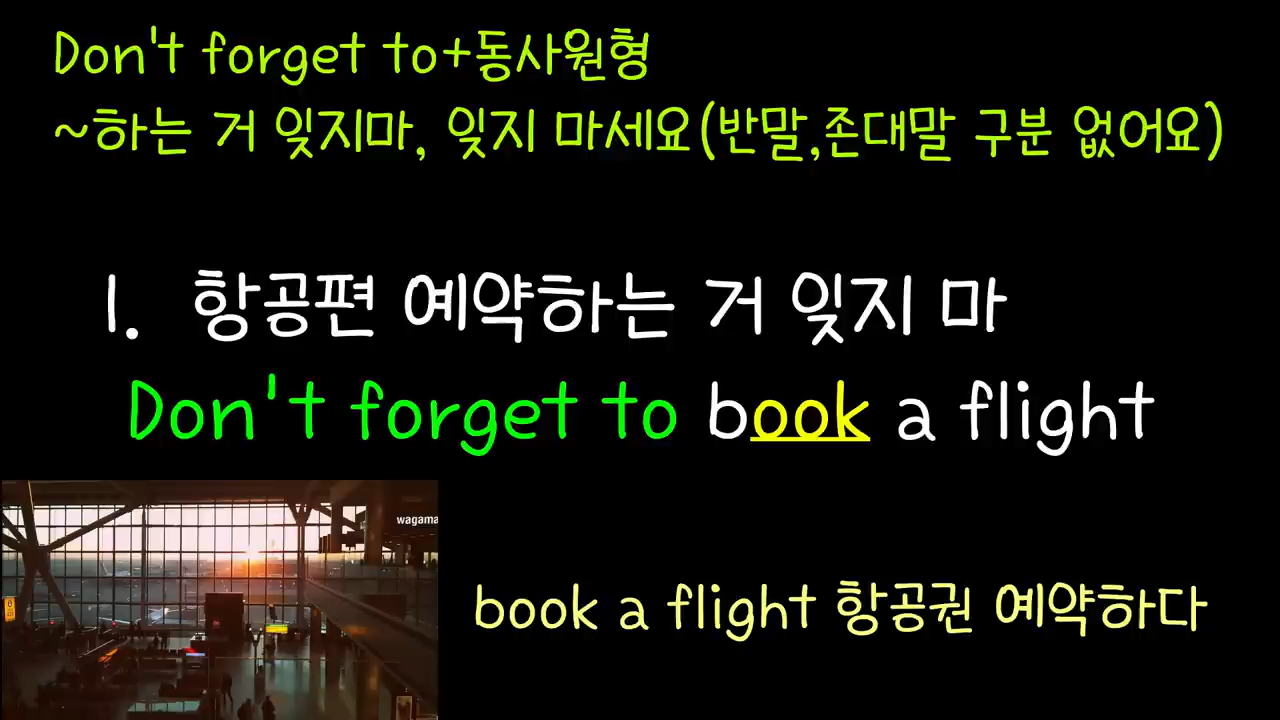 Don't forget to+동사원형
~하는 거 잊지마, 잊지 마세요(반말,존대말 구분 없어요)
1. 항공편 예약하는 거 잊지 마
Don't forget to book a flight
wagama
book a flight 항공권 예약하다